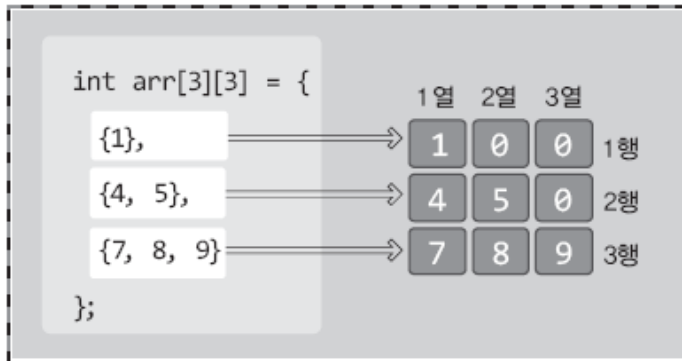 int arr[3][3] = {
{1},
{4, 5},
{7, 8, 9}
};
1열 2열 3열
1 0 0 1행
4 5 0 2행
7 8 9 3행